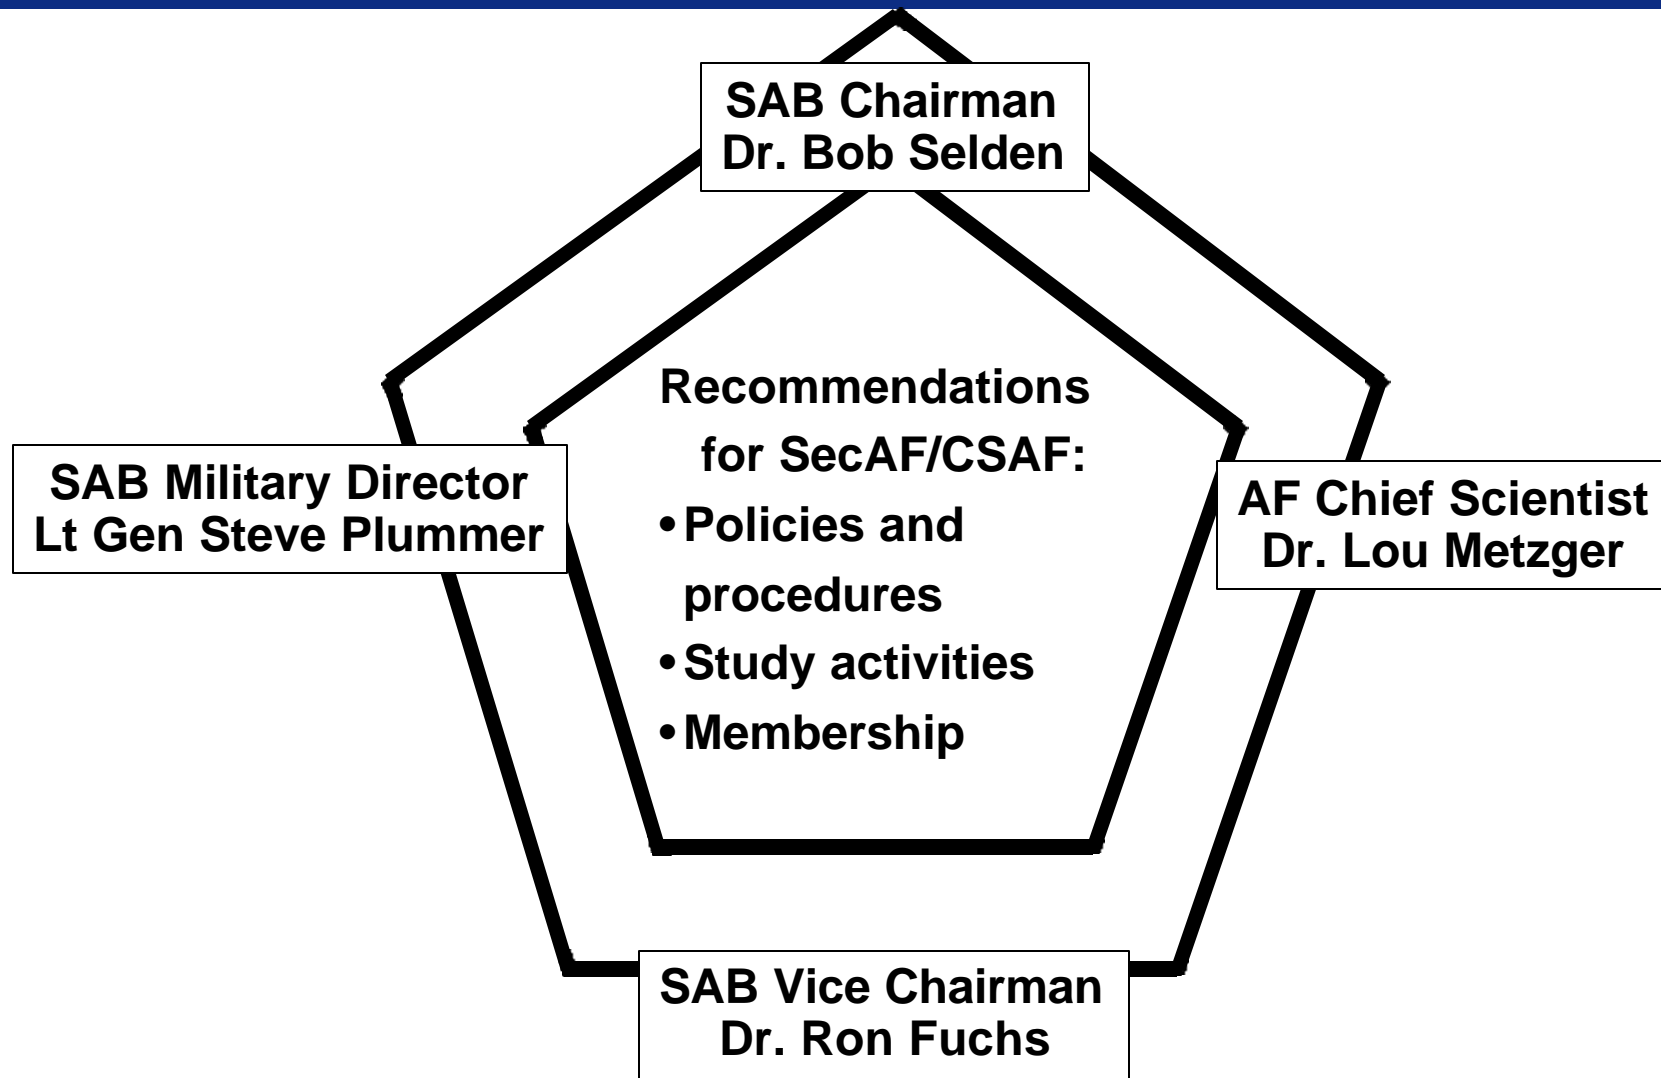 SAB Chairman
Dr. Bob Selden
Recommendations
for SecAF/CSAF:
•Policies and
procedures
•Study activities
•Membership
SAB Military Director
Lt Gen Steve Plummer
AF Chief Scientist
Dr. Lou Metzger
SAB Vice Chairman
Dr. Ron Fuchs